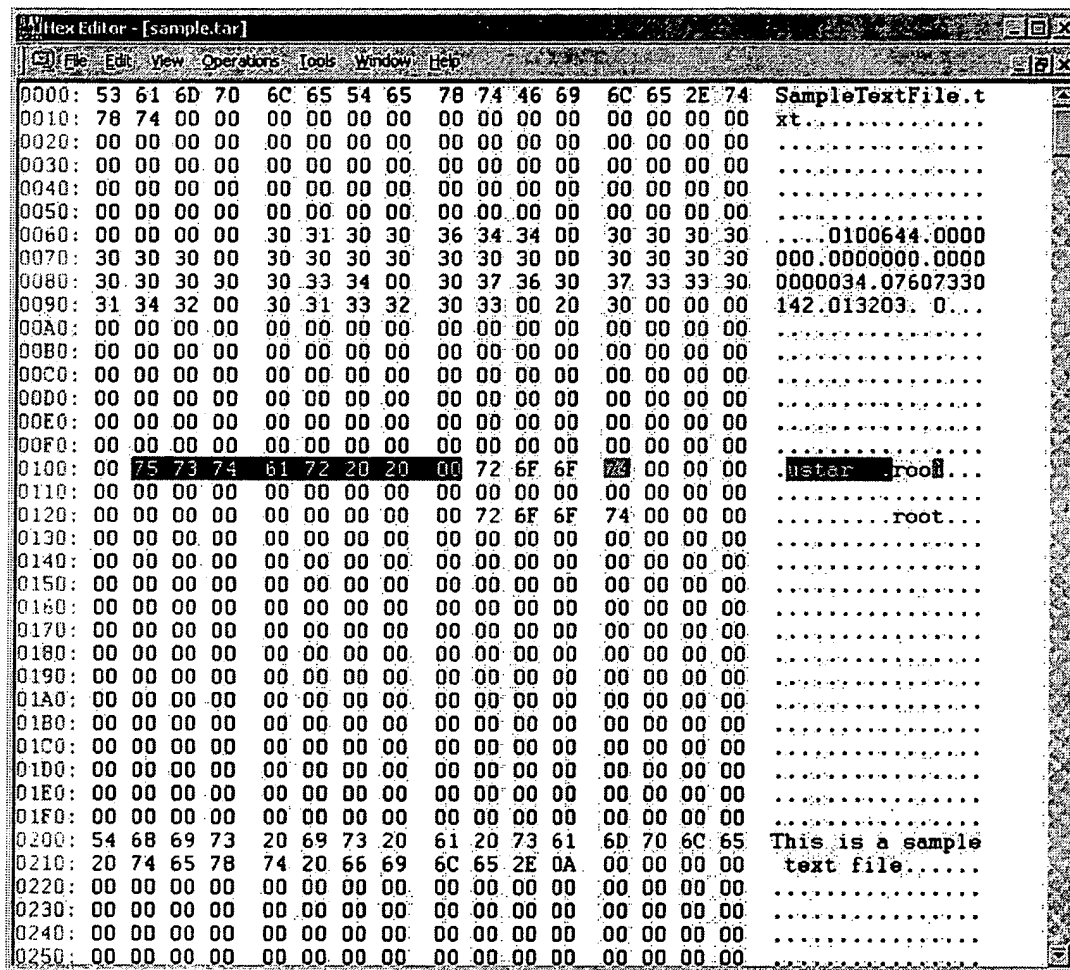 Hex Editor - [sample.tar]
File Edit View Operations Tools Window Help
0000: 53 61 6D 70 6C 65 54 65 78 74 46 69 6C 65 2E 74 SampleTextFile.t
0010: 78 74 00 00 00 00 00 00 00 00 00 00 00 00 00 00 xt..............
0020: 00 00 00 00 00 00 00 00 00 00 00 00 00 00 00 00 ................
0030: 00 00 00 00 00 00 00 00 00 00 00 00 00 00 00 00 ................
0040: 00 00 00 00 00 00 00 00 00 00 00 00 00 00 00 00 ................
0050: 00 00 00 00 00 00 00 00 00 00 00 00 00 00 00 00 ................
0060: 00 00 00 00 30 31 30 30 36 34 34 00 30 30 30 30 ....0100644.0000
0070: 30 30 30 00 30 30 30 30 30 30 30 00 30 30 30 30 000.0000000.0000
0080: 30 30 30 30 30 33 34 00 30 37 36 30 37 33 33 30 0000034.07607330
0090: 31 34 32 00 30 31 33 32 30 33 00 20 30 00 00 00 142.013203. 0...
00A0: 00 00 00 00 00 00 00 00 00 00 00 00 00 00 00 00 ................
00B0: 00 00 00 00 00 00 00 00 00 00 00 00 00 00 00 00 ................
00C0: 00 00 00 00 00 00 00 00 00 00 00 00 00 00 00 00 ................
00D0: 00 00 00 00 00 00 00 00 00 00 00 00 00 00 00 00 ................
00E0: 00 00 00 00 00 00 00 00 00 00 00 00 00 00 00 00 ................
00F0: 00 00 00 00 00 00 00 00 00 00 00 00 00 00 00 00 ................
0100: 00 75 73 74 61 72 20 20 00 72 6F 6F 74 00 00 00 .ustar  .root...
0110: 00 00 00 00 00 00 00 00 00 00 00 00 00 00 00 00 ................
0120: 00 00 00 00 00 00 00 00 00 72 6F 6F 74 00 00 00 .........root...
0130: 00 00 00 00 00 00 00 00 00 00 00 00 00 00 00 00 ................
0140: 00 00 00 00 00 00 00 00 00 00 00 00 00 00 00 00 ................
0150: 00 00 00 00 00 00 00 00 00 00 00 00 00 00 00 00 ................
0160: 00 00 00 00 00 00 00 00 00 00 00 00 00 00 00 00 ................
0170: 00 00 00 00 00 00 00 00 00 00 00 00 00 00 00 00 ................
0180: 00 00 00 00 00 00 00 00 00 00 00 00 00 00 00 00 ................
0190: 00 00 00 00 00 00 00 00 00 00 00 00 00 00 00 00 ................
01A0: 00 00 00 00 00 00 00 00 00 00 00 00 00 00 00 00 ................
01B0: 00 00 00 00 00 00 00 00 00 00 00 00 00 00 00 00 ................
01C0: 00 00 00 00 00 00 00 00 00 00 00 00 00 00 00 00 ................
01D0: 00 00 00 00 00 00 00 00 00 00 00 00 00 00 00 00 ................
01E0: 00 00 00 00 00 00 00 00 00 00 00 00 00 00 00 00 ................
01F0: 00 00 00 00 00 00 00 00 00 00 00 00 00 00 00 00 ................
0200: 54 68 69 73 20 69 73 20 61 20 73 61 6D 70 6C 65 This is a sample
0210: 20 74 65 78 74 20 66 69 6C 65 2E 0A 00 00 00 00  text file......
0220: 00 00 00 00 00 00 00 00 00 00 00 00 00 00 00 00 ................
0230: 00 00 00 00 00 00 00 00 00 00 00 00 00 00 00 00 ................
0240: 00 00 00 00 00 00 00 00 00 00 00 00 00 00 00 00 ................
0250: 00 00 00 00 00 00 00 00 00 00 00 00 00 00 00 00 ................